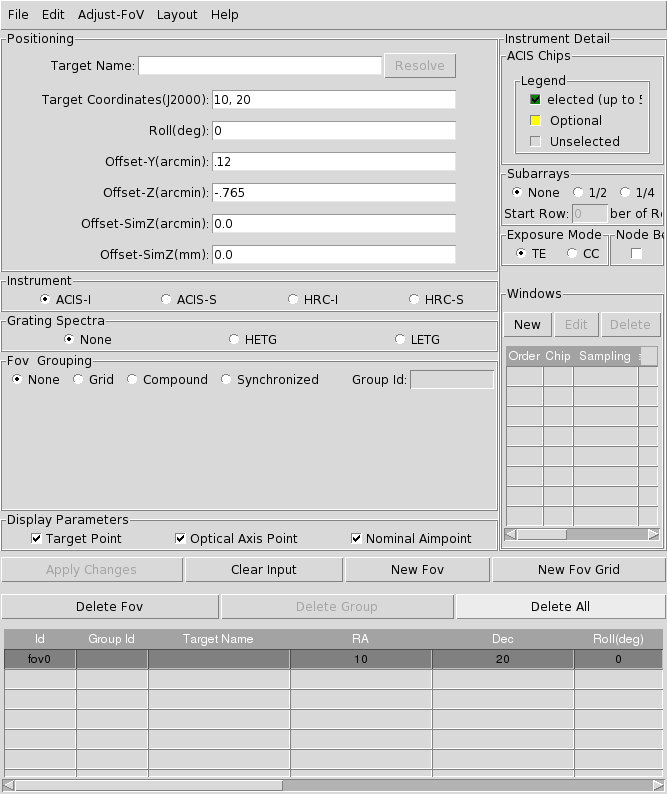 File Edit Adjust-FoV Layout Help
Positioning
Target Name:
Resolve
Target Coordinates(J2000): 10, 20
Roll(deg): 0
Offset-Y(arcmin): .12
Offset-Z(arcmin): -.765
Offset-SimZ(arcmin): 0.0
Offset-SimZ(mm): 0.0
Instrument
ACIS-I ACIS-S HRC-I HRC-S
Grating Spectra
None HETG LETG
Fov Grouping
None Grid Compound Synchronized Group Id:
Display Parameters
Target Point Optical Axis Point Nominal Aimpoint
Instrument Detail
ACIS Chips
Legend
elected (up to 5
Optional
Unselected
Subarrays
None 1/2 1/4
Start Row: 0 ber of Ro
Exposure Mode
TE CC
Node Bo
Windows
New Edit Delete
Order Chip Sampling
Apply Changes Clear Input New Fov New Fov Grid
Delete Fov Delete Group Delete All
Id Group Id Target Name RA Dec Roll(deg)
fov0 10 20 0